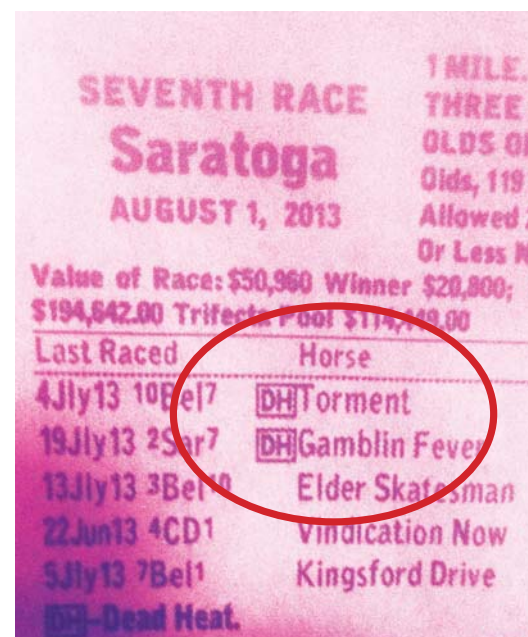 SEVENTH RACE
Saratoga
AUGUST 1, 2013
1 MILE.
THREE
OLDS
Olds, 119
Allowed
Or Less
Value of Race: $50,960 Winner $20,800;
$194,642.00 Trifecta Pool $114,449.00
Last Raced Horse
4Jly13 10Bel7 DH Torment
19Jly13 2Sar7 DH Gamblin Fever
13Jly13 3Bel10 Elder Skatesman
22Jun13 4CD1 Vindication Now
5Jly13 7Bel1 Kingsford Drive
DH-Dead Heat.